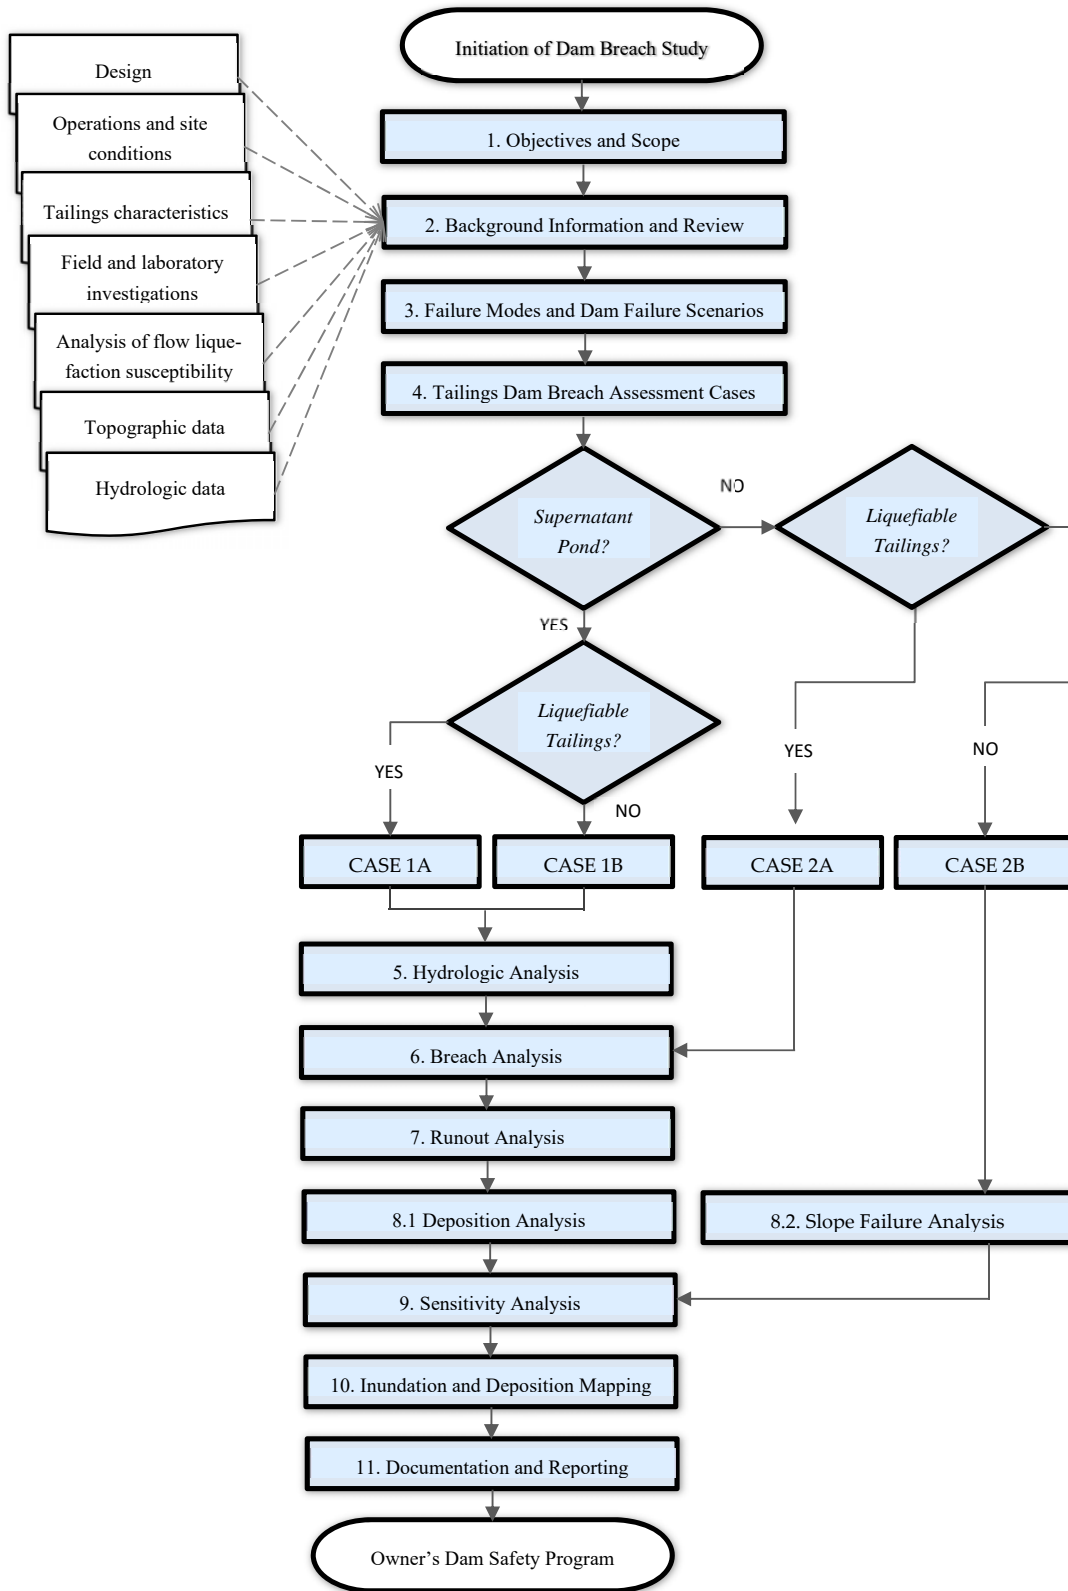 Initiation of Dam Breach Study
Design
Operations and site
conditions
Tailings characteristics
Field and laboratory
investigations
Analysis of flow lique-
faction susceptibility
Topographic data
Hydrologic data
1. Objectives and Scope
2. Background Information and Review
3. Failure Modes and Dam Failure Scenarios
4. Tailings Dam Breach Assessment Cases
Supernatant
Pond?
NO
Liquefiable
Tailings?
YES
Liquefiable
Tailings?
YES
NO
YES
NO
CASE 1A
CASE 1B
CASE 2A
CASE 2B
5. Hydrologic Analysis
6. Breach Analysis
7. Runout Analysis
8.1 Deposition Analysis
8.2. Slope Failure Analysis
9. Sensitivity Analysis
10. Inundation and Deposition Mapping
11. Documentation and Reporting
Owner's Dam Safety Program